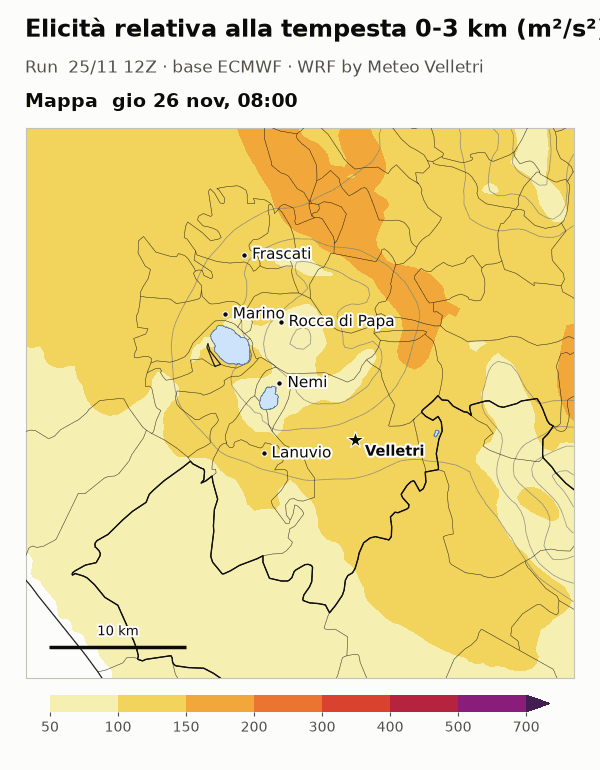 Elicità relativa alla tempesta 0-3 km (m²/s²)
Run  25/11 12Z · base ECMWF · WRF by Meteo Velletri
Mappa  gio 26 nov, 08:00
Frascati
Marino
Rocca di Papa
Nemi
Velletri
Lanuvio
10 km
50 100 150 200 300 400 500 700